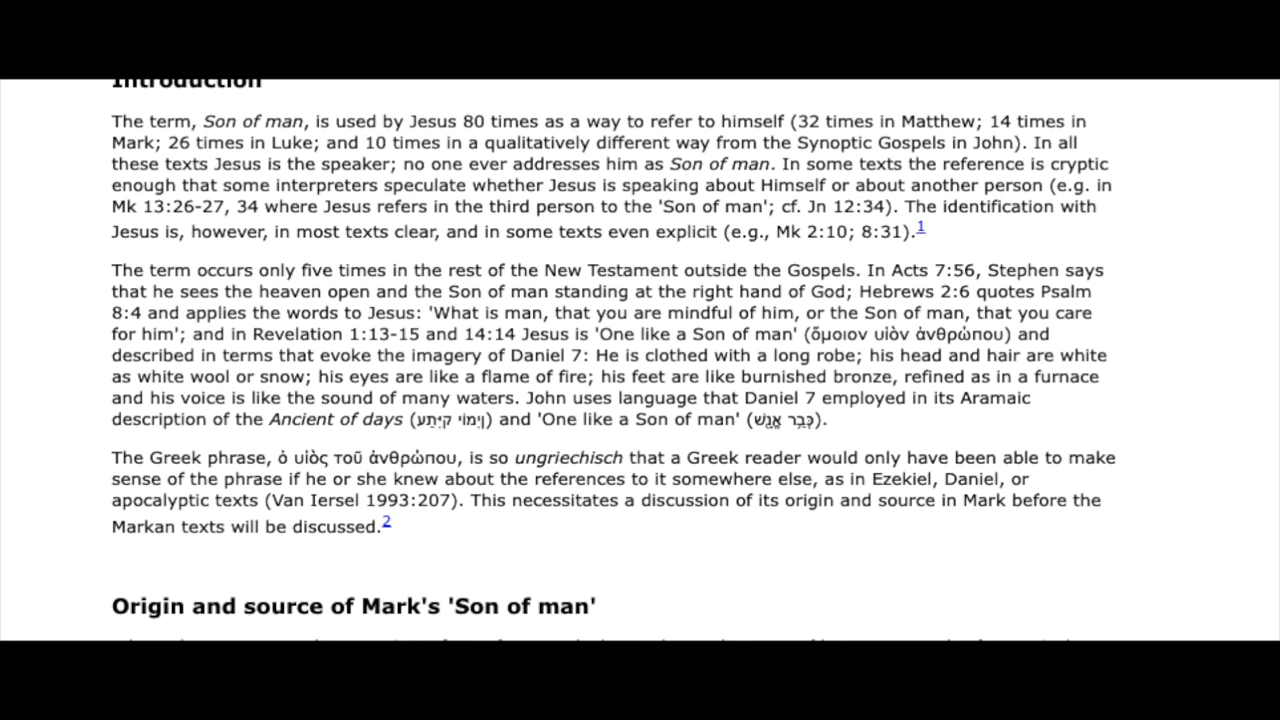 Introduction
The term, Son of man, is used by Jesus 80 times as a way to refer to himself (32 times in Matthew; 14 times in
Mark; 26 times in Luke; and 10 times in a qualitatively different way from the Synoptic Gospels in John). In all
these texts Jesus is the speaker; no one ever addresses him as Son of man. In some texts the reference is cryptic
enough that some interpreters speculate whether Jesus is speaking about Himself or about another person (e.g. in
Mk 13:26-27, 34 where Jesus refers in the third person to the 'Son of man'; cf. Jn 12:34). The identification with
Jesus is, however, in most texts clear, and in some texts even explicit (e.g., Mk 2:10; 8:31).1
The term occurs only five times in the rest of the New Testament outside the Gospels. In Acts 7:56, Stephen says
that he sees the heaven open and the Son of man standing at the right hand of God; Hebrews 2:6 quotes Psalm
8:4 and applies the words to Jesus: 'What is man, that you are mindful of him, or the Son of man, that you care
for him'; and in Revelation 1:13-15 and 14:14 Jesus is 'One like a Son of man' (ὅμοιον υἱὸν ἀνθρώπου) and
described in terms that evoke the imagery of Daniel 7: He is clothed with a long robe; his head and hair are white
as white wool or snow; his eyes are like a flame of fire; his feet are like burnished bronze, refined as in a furnace
and his voice is like the sound of many waters. John uses language that Daniel 7 employed in its Aramaic
description of the Ancient of days () and 'One like a Son of man' ().
The Greek phrase, ὁ υἱὸς τοῦ ἀνθρώπου, is so ungriechisch that a Greek reader would only have been able to make
sense of the phrase if he or she knew about the references to it somewhere else, as in Ezekiel, Daniel, or
apocalyptic texts (Van Iersel 1993:207). This necessitates a discussion of its origin and source in Mark before the
Markan texts will be discussed.2
Origin and source of Mark's 'Son of man'